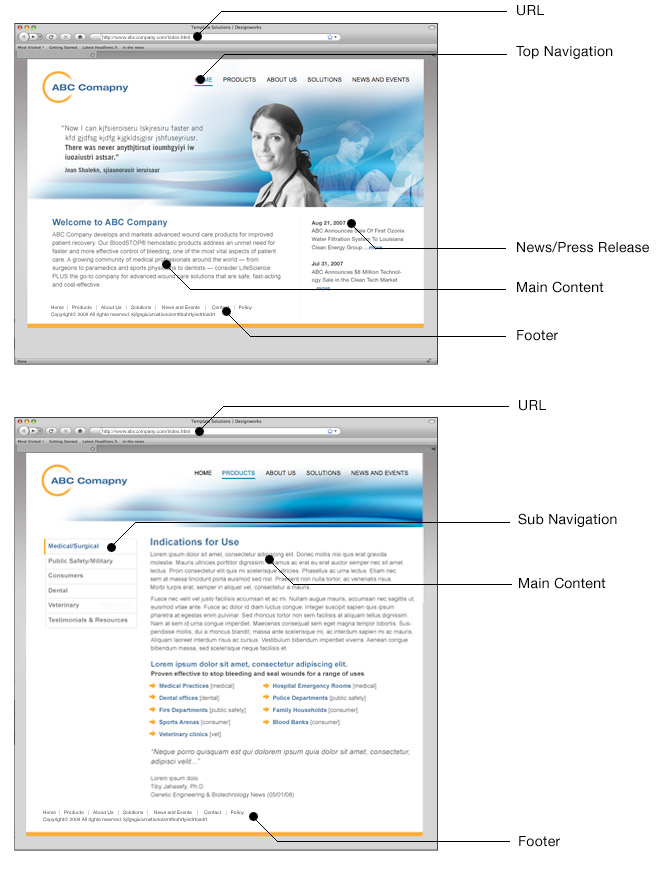 URL
Template Solutions | Designworks
http://www.abccompany.com/index.html
Most Visited Getting Started Latest Headlines In the news
Top Navigation
ABC Comapny
HOME PRODUCTS ABOUT US SOLUTIONS NEWS AND EVENTS
"Now I can kjfsieroiseru lskjresiru faster and
kfd gjdfsg kjdfg kjgkldsjgisr jshfuseyriusr.
There was never anythjtirsut ioumhgyiyi iw
iuoaiustri astsar."
Jean Shaleko, sjiasnorauir ieruisaur
Welcome to ABC Company
ABC Company develops and markets advanced wound care products for improved
patient recovery. Our BloodSTOP® hemostatic products address an unmet need for
faster and more effective control of bleeding, one of the most vital aspects of patient
care. A growing community of medical professionals around the world — from
surgeons to paramedics and sports physicians to dentists — consider LifeScience
PLUS the go-to company for advanced wound care solutions that are safe, fast-acting
and cost-effective.
Aug 21, 2007
ABC Announces Sale Of First Ozonix
Water Filtration System To Louisiana
Clean Energy Group ...more
Jul 31, 2007
ABC Announces $8 Million Technol-
ogy Sale in the Clean Tech Market
...more
News/Press Release
Main Content
Home | Products | About Us | Solutions | News and Events | Contact | Policy
Copyright© 2008 All rights reserved.
Footer
Done
URL
Template Solutions | Designworks
http://www.abccompany.com/index.html
Most Visited Getting Started Latest Headlines In the news
ABC Comapny
HOME PRODUCTS ABOUT US SOLUTIONS NEWS AND EVENTS
Sub Navigation
Medical/Surgical
Public Safety/Military
Consumers
Dental
Veterinary
Testimonials & Resources
Indications for Use
Lorem ipsum dolor sit amet, consectetur adipiscing elit. Donec mollis nisi quis erat gravida
molestie. Mauris ultricies porttitor dignissim. Vivamus ac erat eu erat auctor semper nec sit amet
lectus. Proin consectetur elit quis mi scelerisque ultricies. Phasellus ac urna lectus. Etiam nec
sem at massa tincidunt porta euismod sed nisl. Praesent non nulla tortor, ac venenatis risus.
Morbi turpis erat, semper in aliquet vel, consectetur a mauris.
Main Content
Fusce nec velit vel justo facilisis accumsan et ac mi. Nullam augue mauris, accumsan nec sagittis ut,
euismod vitae ante. Fusce ac dolor id diam luctus congue. Integer suscipit sapien quis ipsum
pharetra at egestas enim pulvinar. Sed rhoncus tortor non sem facilisis at aliquam tellus dignissim.
Nam at sem id urna congue imperdiet. Maecenas consequat sem eget magna tempor lobortis. Sus-
pendisse mollis, dui a rhoncus blandit, massa ante scelerisque mi, ac interdum sapien mi ac mauris.
Aliquam laoreet interdum risus ac cursus. Vestibulum bibendum imperdiet viverra. Aenean congue
bibendum massa, sed scelerisque neque facilisis et
Lorem ipsum dolor sit amet, consectetur adipiscing elit.
Proven effective to stop bleeding and seal wounds for a range of uses
Medical Practices [medical] Hospital Emergency Rooms [medical]
Dental offices [dental] Police Departments [public safety]
Fire Departments [public safety] Family Households [consumer]
Sports Arenas [consumer] Blood Banks [consumer]
Veterinary clinics [vet]
"Neque porro quisquam est qui dolorem ipsum quia dolor sit amet, consectetur,
adipisci velit..."
Lorem ipsum dolo
Tiby Jahasefy, Ph.D
Genetic Engineering & Biotechnology News (05/01/08)
Home | Products | About Us | Solutions | News and Events | Contact | Policy
Copyright© 2008 All rights reserved.
Footer